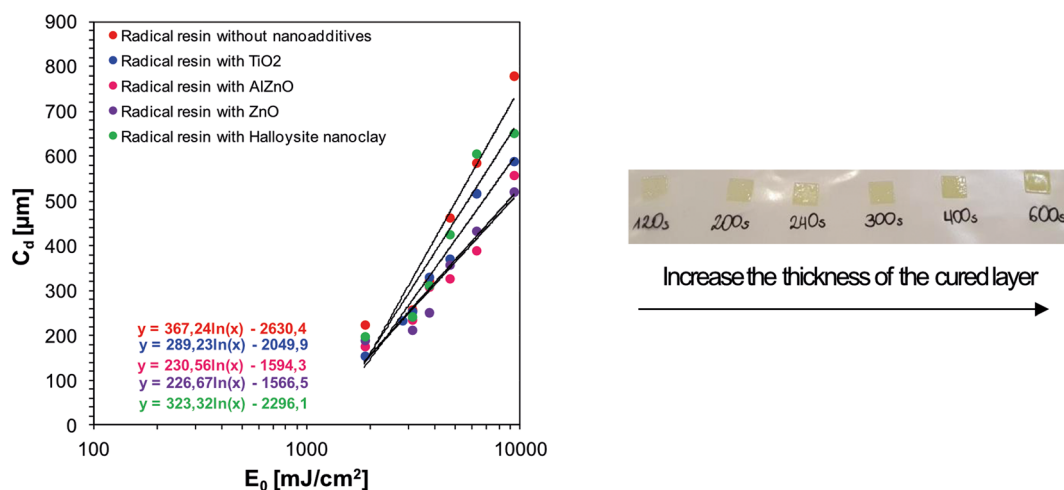 900
800
700
600
500
400
300
200
100
0
C_d [µm]
Radical resin without nanoadditives
Radical resin with TiO2
Radical resin with AlZnO
Radical resin with ZnO
Radical resin with Halloysite nanoclay
y = 367,24ln(x) - 2630,4
y = 289,23ln(x) - 2049,9
y = 230,56ln(x) - 1594,3
y = 226,67ln(x) - 1566,5
y = 323,32ln(x) - 2296,1
100 1000 10000
E₀ [mJ/cm²]
120s 200s 240s 300s 400s 600s
Increase the thickness of the cured layer